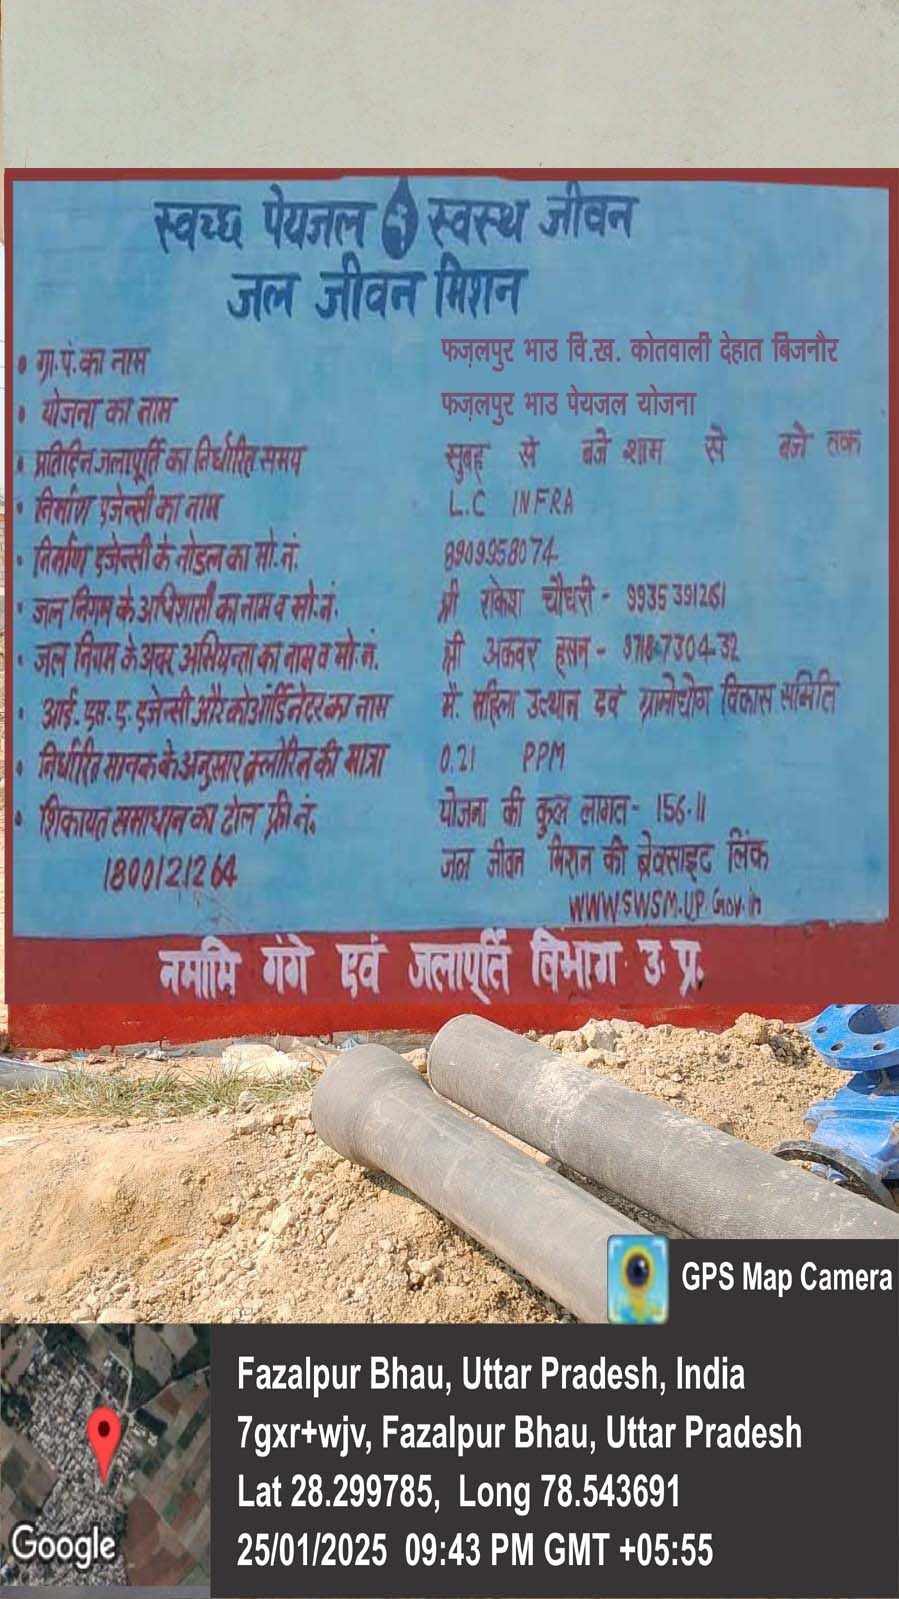 स्वच्छ पेयजल स्वस्थ जीवन
जल जीवन मिशन
• ग्रा.पं. का नाम फज़लपुर भाउ वि.ख. कोतवाली देहात बिजनौर
• योजना का नाम फज़लपुर भाउ पेयजल योजना
• प्रतिदिन जलापूर्ति का निर्धारित समय सुबह से बजे शाम से बजे तक
• निर्माण एजेन्सी का नाम L.C INFRA
• निर्माण एजेन्सी के नोडल का मो.नं. 8909958074
• जल निगम के अधिशासी का नाम व मो.नं. श्री राकेश चौधरी - 9935391261
• जल निगम के अवर अभियन्ता का नाम व मो.नं. श्री अकवर हसन -
• आई.एस.ए. एजेन्सी और कोऑर्डिनेटर का नाम मै. महिला उत्थान एवं ग्रामोद्योग विकास समिति
• निर्धारित मानक के अनुसार क्लोरिन की मात्रा 0.21 PPM
• शिकायत समाधान का टोल फ्री नं. योजना की कुल लागत - 156.11
1800121264 जल जीवन मिशन की वेवसाइट लिंक
WWW.SWSM.UP.Gov.in
नमामि गंगे एवं जलापूर्ति विभाग उ. प्र.
GPS Map Camera
Fazalpur Bhau, Uttar Pradesh, India
7gxr+wjv, Fazalpur Bhau, Uttar Pradesh
Lat 28.299785, Long 78.543691
25/01/2025 09:43 PM GMT +05:55
Google